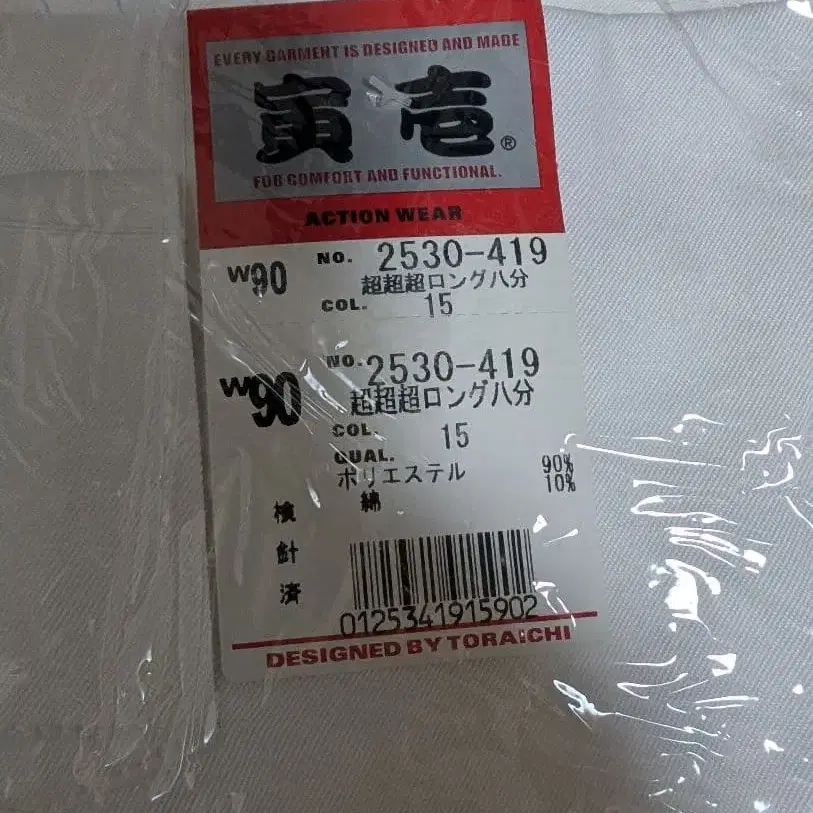 EVERY GARMENT IS DESIGNED AND MADE
寅壱®
FOR COMFORT AND FUNCTIONAL.
ACTION WEAR
W90 NO. 2530-419
超超超ロング八分
COL. 15
W90 NO. 2530-419
超超超ロング八分
COL. 15
QUAL.
ポリエステル 90%
綿 10%
検針済
0125341915902
DESIGNED BY TORAICHI